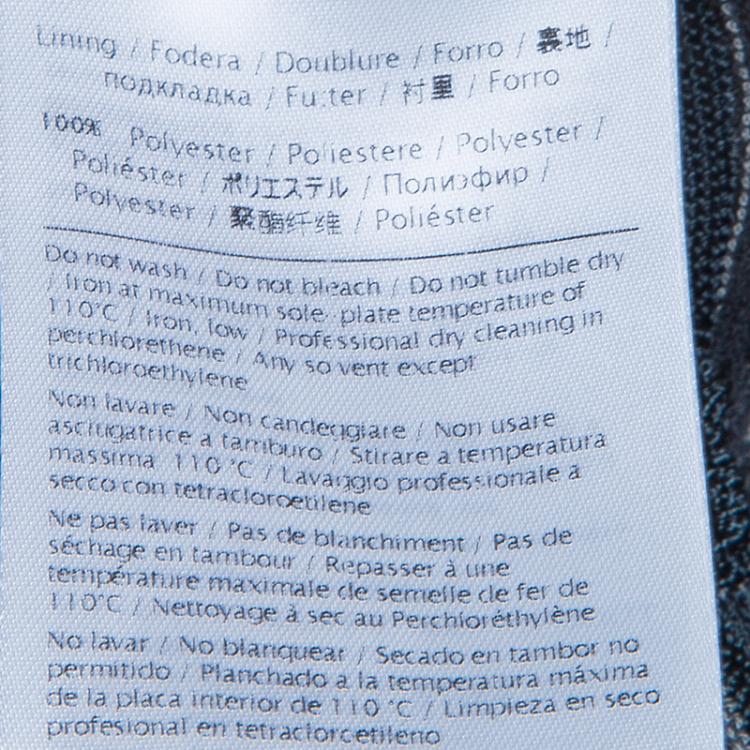 Lining / Fodera / Doublure / Forro / 裏地 /
подкладка / Futter / 衬里 / Forro
100% Polyester / Poliestere / Polyester /
Poliéster / ポリエステル / Полиэфир /
Polyester / 聚酯纤维 / Poliéster
Do not wash / Do not bleach / Do not tumble dry
/ Iron at maximum sole-plate temperature of
110°C / Iron, low / Professional dry cleaning in
perchlorethene / Any solvent except
trichloroethylene
Non lavare / Non candeggiare / Non usare
asciugatrice a tamburo / Stirare a temperatura
massima 110°C / Lavaggio professionale a
secco con tetracloroetilene
Ne pas laver / Pas de blanchiment / Pas de
séchage en tambour / Repasser à une
température maximale de semelle de fer de
110°C / Nettoyage à sec au Perchloréthylène
No lavar / No blanquear / Secado en tambor no
permitido / Planchado a la temperatura máxima
de la placa interior de 110°C / Limpieza en seco
profesional en tetracloretileno